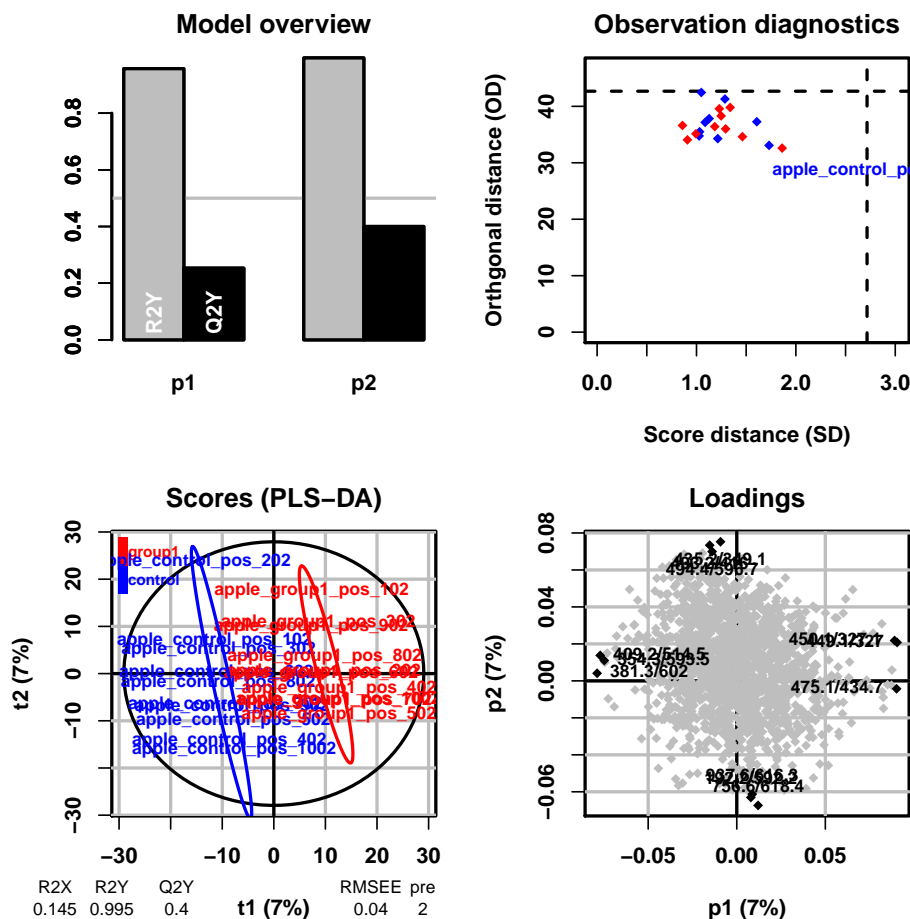 Model overview
0.0
0.2
0.4
0.6
0.8
R2Y
Q2Y
p1
p2
Observation diagnostics
Orthgonal distance (OD)
0
10
20
30
40
apple_control_p
0.0
1.0
2.0
3.0
Score distance (SD)
Scores (PLS−DA)
t2 (7%)
−30
−20
−10
0
10
20
30
group1
control
apple_control_pos_202
apple_group1_pos_102
apple_control_pos_102
apple_group1_pos_802
apple_control_pos_802
apple_group1_pos_402
apple_group1_pos_502
apple_control_pos_402
apple_control_pos_1002
−30
−10
0
10
20
30
t1 (7%)
R2X R2Y Q2Y RMSEE pre
0.145 0.995 0.4 0.04 2
Loadings
p2 (7%)
−0.06
0.00
0.04
0.08
494.4/596.7
409.2/514.5
381.3/602
475.1/434.7
756.6/618.4
−0.05
0.00
0.05
p1 (7%)